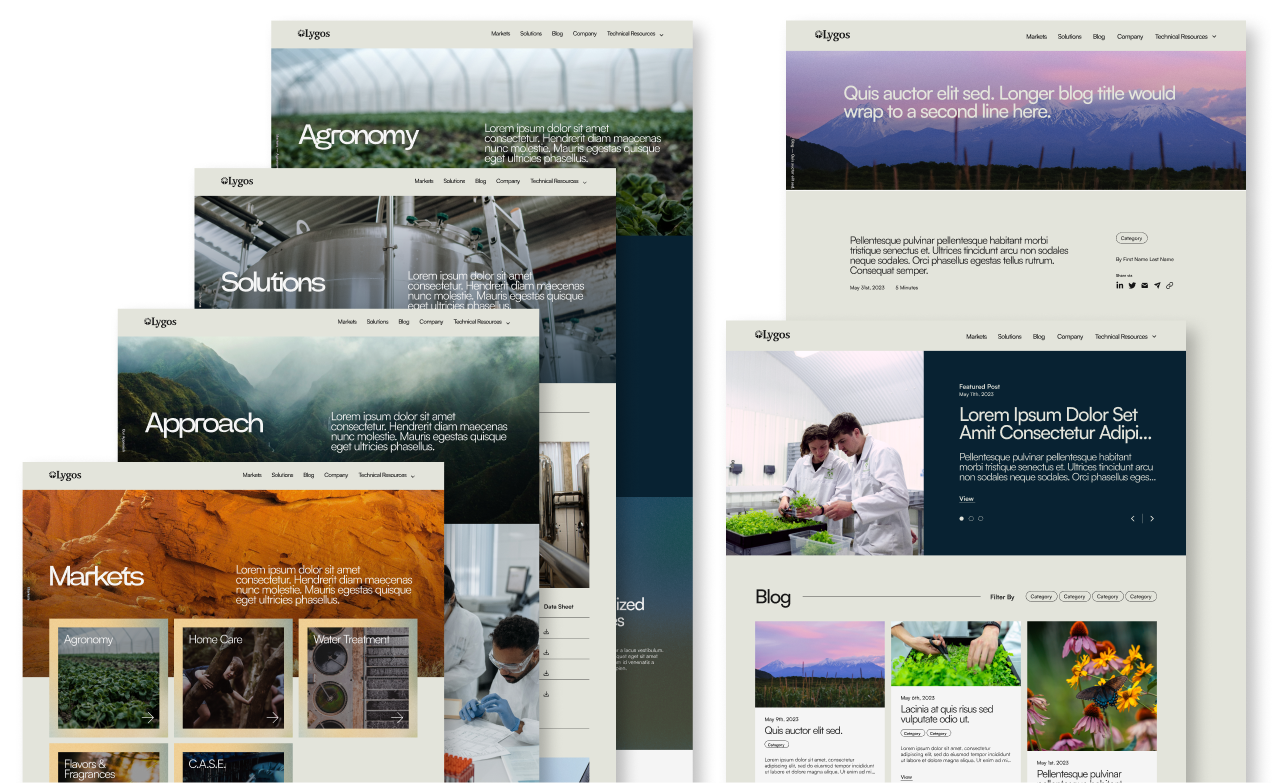 Lygos
Markets Solutions Blog Company Technical Resources
Agronomy
Lorem ipsum dolor sit amet
consectetur. Hendrerit diam maecenas
nunc molestie. Mauris egestas quisque
eget ultricies phasellus.
Lygos
Markets Solutions Blog Company Technical Resources
Solutions
Lorem ipsum dolor sit amet
consectetur. Hendrerit diam maecenas
nunc molestie. Mauris egestas quisque
eget ultricies phasellus.
Lygos
Markets Solutions Blog Company Technical Resources
Approach
Lorem ipsum dolor sit amet
consectetur. Hendrerit diam maecenas
nunc molestie. Mauris egestas quisque
eget ultricies phasellus.
Date Sheet
ized
es
Lygos
Markets Solutions Blog Company Technical Resources
Markets
Lorem ipsum dolor sit amet
consectetur. Hendrerit diam maecenas
nunc molestie. Mauris egestas quisque
eget ultricies phasellus.
Agronomy
Home Care
Water Treatment
Flavors &
Fragrances
C.A.S.E.
Lygos
Markets Solutions Blog Company Technical Resources
Quis auctor elit sed. Longer blog title would
wrap to a second line here.
Pellentesque pulvinar pellentesque habitant morbi
tristique senectus et. Ultrices tincidunt arcu non sodales
neque sodales. Orci phasellus egestas tellus rutrum.
Consequat semper.
May 31st, 2023 5 Minutes
Category
By First Name Last Name
Share via
Lygos
Markets Solutions Blog Company Technical Resources
Featured Post
May 11th, 2023
Lorem Ipsum Dolor Set
Amit Consectetur Adipi...
Pellentesque pulvinar pellentesque habitant
morbi tristique senectus et. Ultrices tincidunt arcu
non sodales neque sodales. Orci phasellus eges...
View
Blog
Filter By Category Category Category Category
May 9th, 2023
Quis auctor elit sed.
Category
Lorem ipsum dolor sit amet, consectetur
adipiscing elit, sed do eiusmod tempor incididunt
ut labore et dolore magna aliqua. Ut enim ad mi...
May 6th, 2023
Lacinia at quis risus sed
vulputate odio ut.
Category Category
Lorem ipsum dolor sit amet, consectetur
adipiscing elit, sed do eiusmod tempor incididunt
ut labore et dolore magna aliqua. Ut enim ad mi...
View
May 1st, 2023
Pellentesque pulvinar